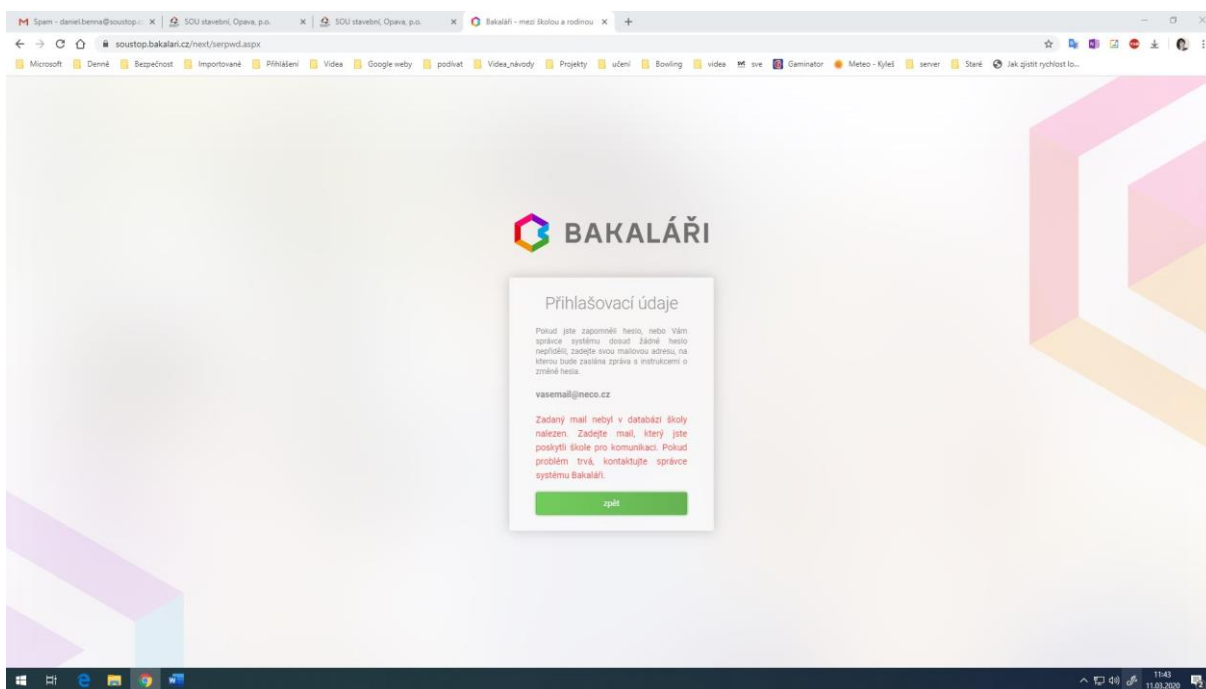 Spam - daniel.benna@soustop.c
SOU stavební, Opava, p.o.
SOU stavební, Opava, p.o.
Bakaláři - mezi školou a rodinou
soustop.bakalari.cz/next/serpwd.aspx
Microsoft Denné Bezpečnost Importované Přihlášení Videa Google weby podívat Videa_návody Projekty učení Bowling videa sve Gaminator Meteo - Kyleš server Staré Jak zjistit rychlost lo...
BAKALÁŘI
Přihlašovací údaje
Pokud jste zapomněli heslo, nebo Vám
správce systému dosud žádné heslo
nepřidělil, zadejte svou mailovou adresu, na
kterou bude zaslána zpráva s instrukcemi o
změně hesla.
vasemail@neco.cz
Zadaný mail nebyl v databázi školy
nalezen. Zadejte mail, který jste
poskytli škole pro komunikaci. Pokud
problém trvá, kontaktujte správce
systému Bakaláři.
zpět
11:43
11.03.2020